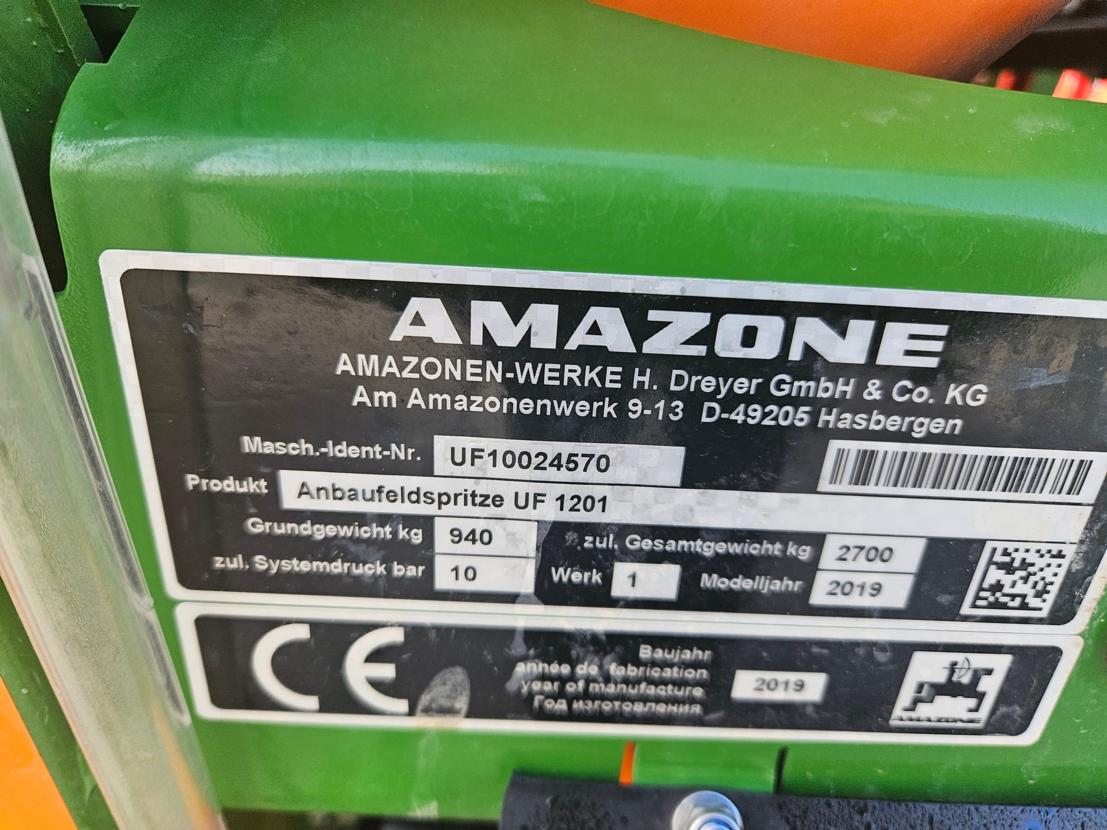 AMAZONE
AMAZONEN-WERKE H. Dreyer GmbH & Co. KG
Am Amazonenwerk 9-13 D-49205 Hasbergen
Masch.-Ident-Nr. UF10024570
Produkt Anbaufeldspritze UF 1201
Grundgewicht kg 940 zul. Gesamtgewicht kg 2700
zul. Systemdruck bar 10 Werk 1 Modelljahr 2019
CE
Baujahr
année de fabrication
year of manufacture 2019
Год изготовления
AMAZONE